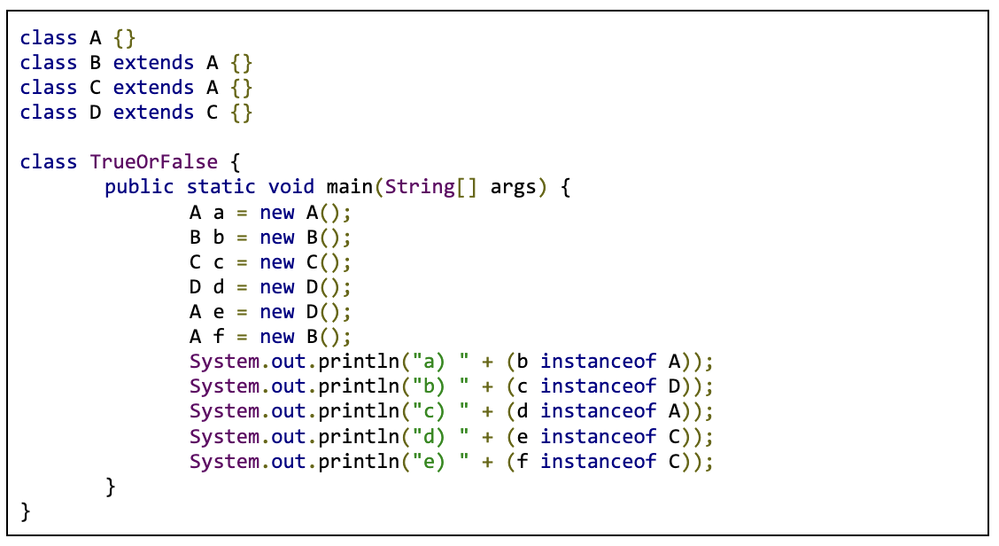 class A {}
class B extends A {}
class C extends A {}
class D extends C {}
class TrueOrFalse {
public static void main(String[] args) {
A a = new A();
B b = new B();
C c = new C();
D d = new D();
A e = new D();
A f = new B();
System.out.println("a) " + (b instanceof A));
System.out.println("b) " + (c instanceof D));
System.out.println("c) " + (d instanceof A));
System.out.println("d) " + (e instanceof C));
System.out.println("e) " + (f instanceof C));
}
}